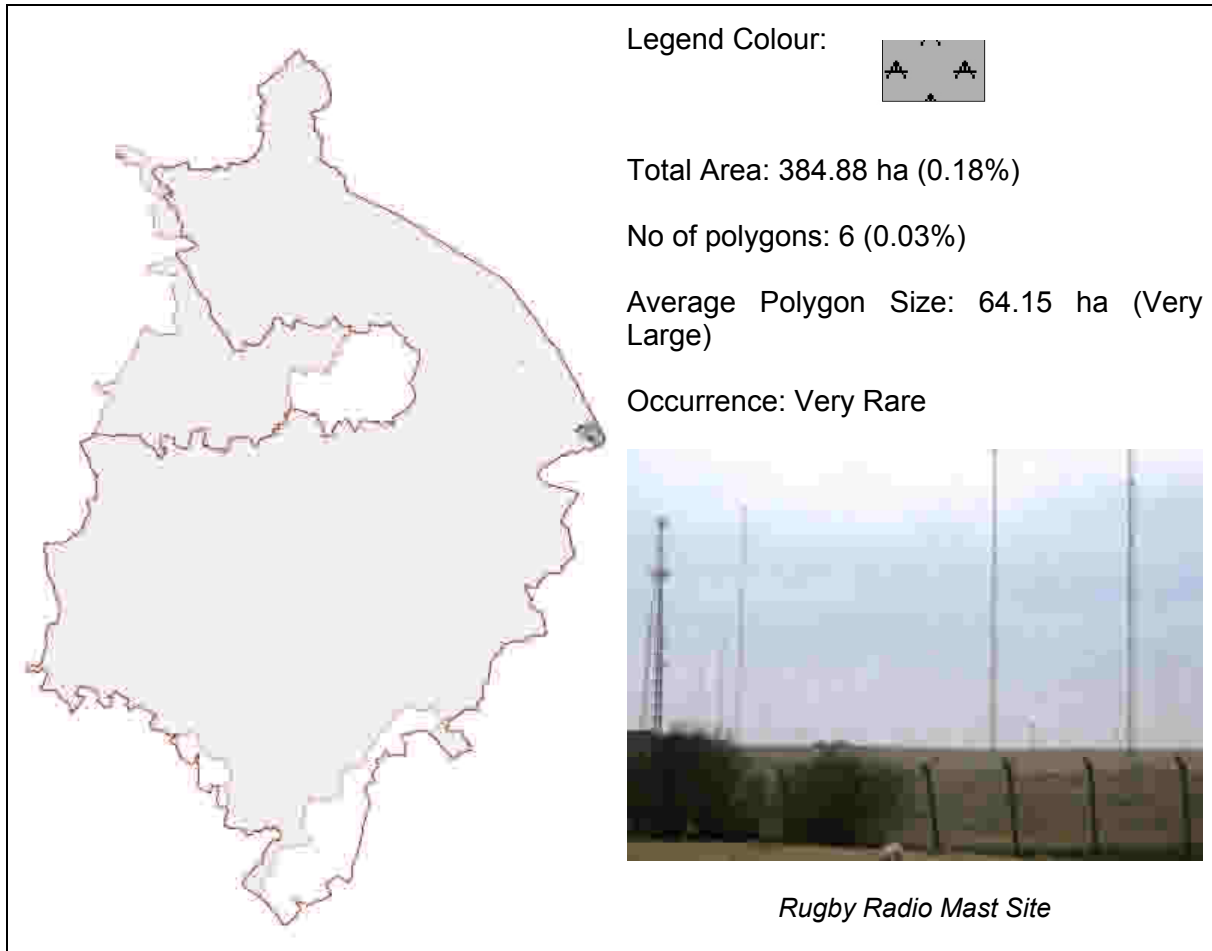 Legend Colour:
Total Area: 384.88 ha (0.18%)
No of polygons: 6 (0.03%)
Average Polygon Size: 64.15 ha (Very
Large)
Occurrence: Very Rare
Rugby Radio Mast Site